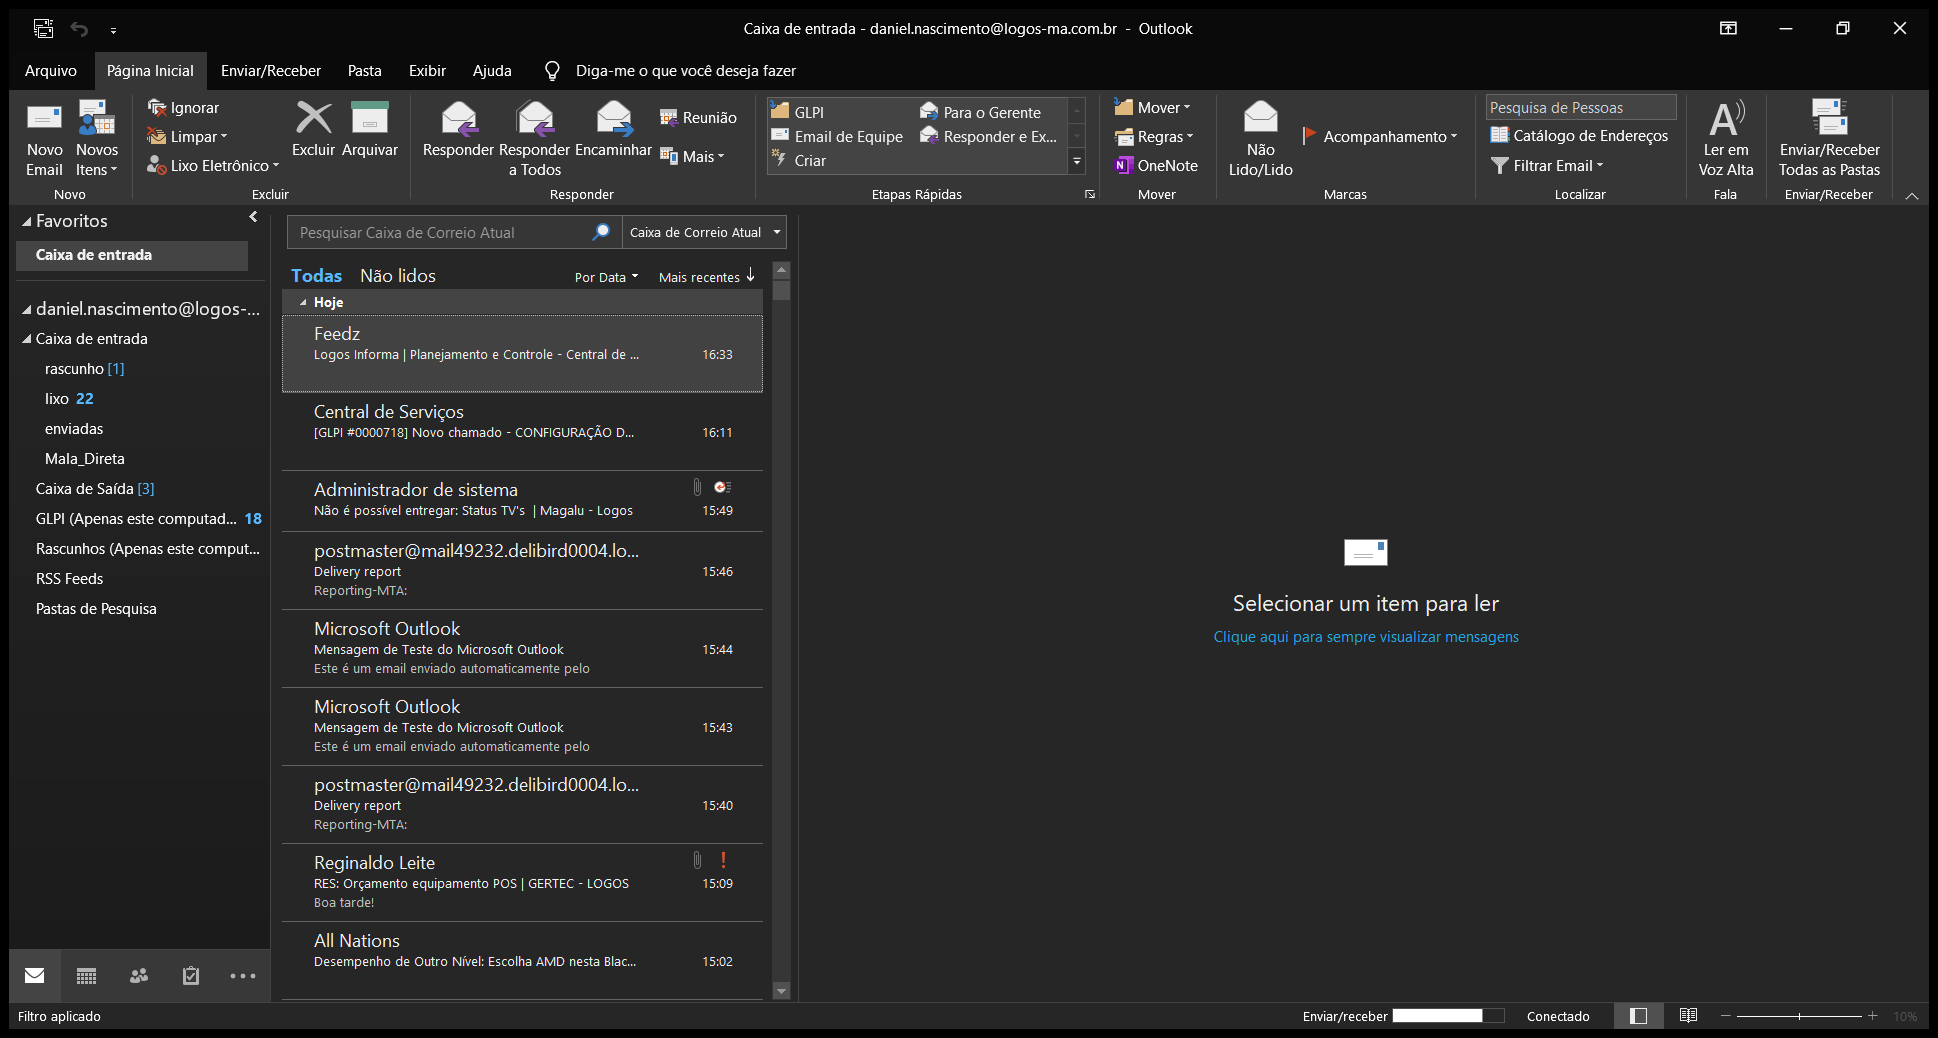 Caixa de entrada - daniel.nascimento@logos-ma.com.br - Outlook
Arquivo Página Inicial Enviar/Receber Pasta Exibir Ajuda Diga-me o que você deseja fazer
Novo Email
Novos Itens
Novo
Ignorar
Limpar
Lixo Eletrônico
Excluir
Arquivar
Excluir
Responder
Responder a Todos
Encaminhar
Reunião
Mais
Responder
GLPI
Email de Equipe
Criar
Para o Gerente
Responder e Ex...
Etapas Rápidas
Mover
Regras
OneNote
Mover
Não Lido/Lido
Acompanhamento
Marcas
Pesquisa de Pessoas
Catálogo de Endereços
Filtrar Email
Localizar
Ler em Voz Alta
Fala
Enviar/Receber Todas as Pastas
Enviar/Receber
Favoritos
Caixa de entrada
daniel.nascimento@logos-...
Caixa de entrada
rascunho [1]
lixo 22
enviadas
Mala_Direta
Caixa de Saída [3]
GLPI (Apenas este computad... 18
Rascunhos (Apenas este comput...
RSS Feeds
Pastas de Pesquisa
Pesquisar Caixa de Correio Atual
Caixa de Correio Atual
Todas Não lidos Por Data Mais recentes
Hoje
Feedz
Logos Informa | Planejamento e Controle - Central de ... 16:33
Central de Serviços
[GLPI #0000718] Novo chamado - CONFIGURAÇÃO D... 16:11
Administrador de sistema
Não é possível entregar: Status TV's | Magalu - Logos 15:49
postmaster@mail49232.delibird0004.lo...
Delivery report 15:46
Reporting-MTA:
Microsoft Outlook
Mensagem de Teste do Microsoft Outlook 15:44
Este é um email enviado automaticamente pelo
Microsoft Outlook
Mensagem de Teste do Microsoft Outlook 15:43
Este é um email enviado automaticamente pelo
postmaster@mail49232.delibird0004.lo...
Delivery report 15:40
Reporting-MTA:
Reginaldo Leite
RES: Orçamento equipamento POS | GERTEC - LOGOS 15:09
Boa tarde!
All Nations
Desempenho de Outro Nível: Escolha AMD nesta Blac... 15:02
Selecionar um item para ler
Clique aqui para sempre visualizar mensagens
Filtro aplicado
Enviar/receber
Conectado
10%